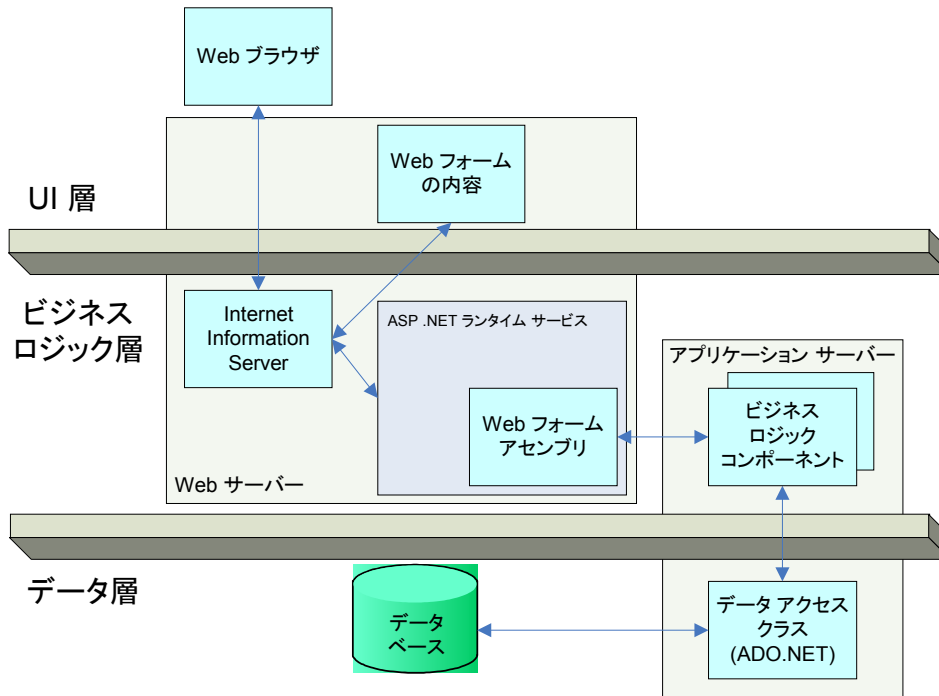 Web ブラウザ
Web フォーム
の内容
UI 層
ビジネス
ロジック層
Internet
Information
Server
ASP .NET ランタイム サービス
Web フォーム
アセンブリ
Web サーバー
アプリケーション サーバー
ビジネス
ロジック
コンポーネント
データ層
データ
ベース
データ アクセス
クラス
(ADO.NET)